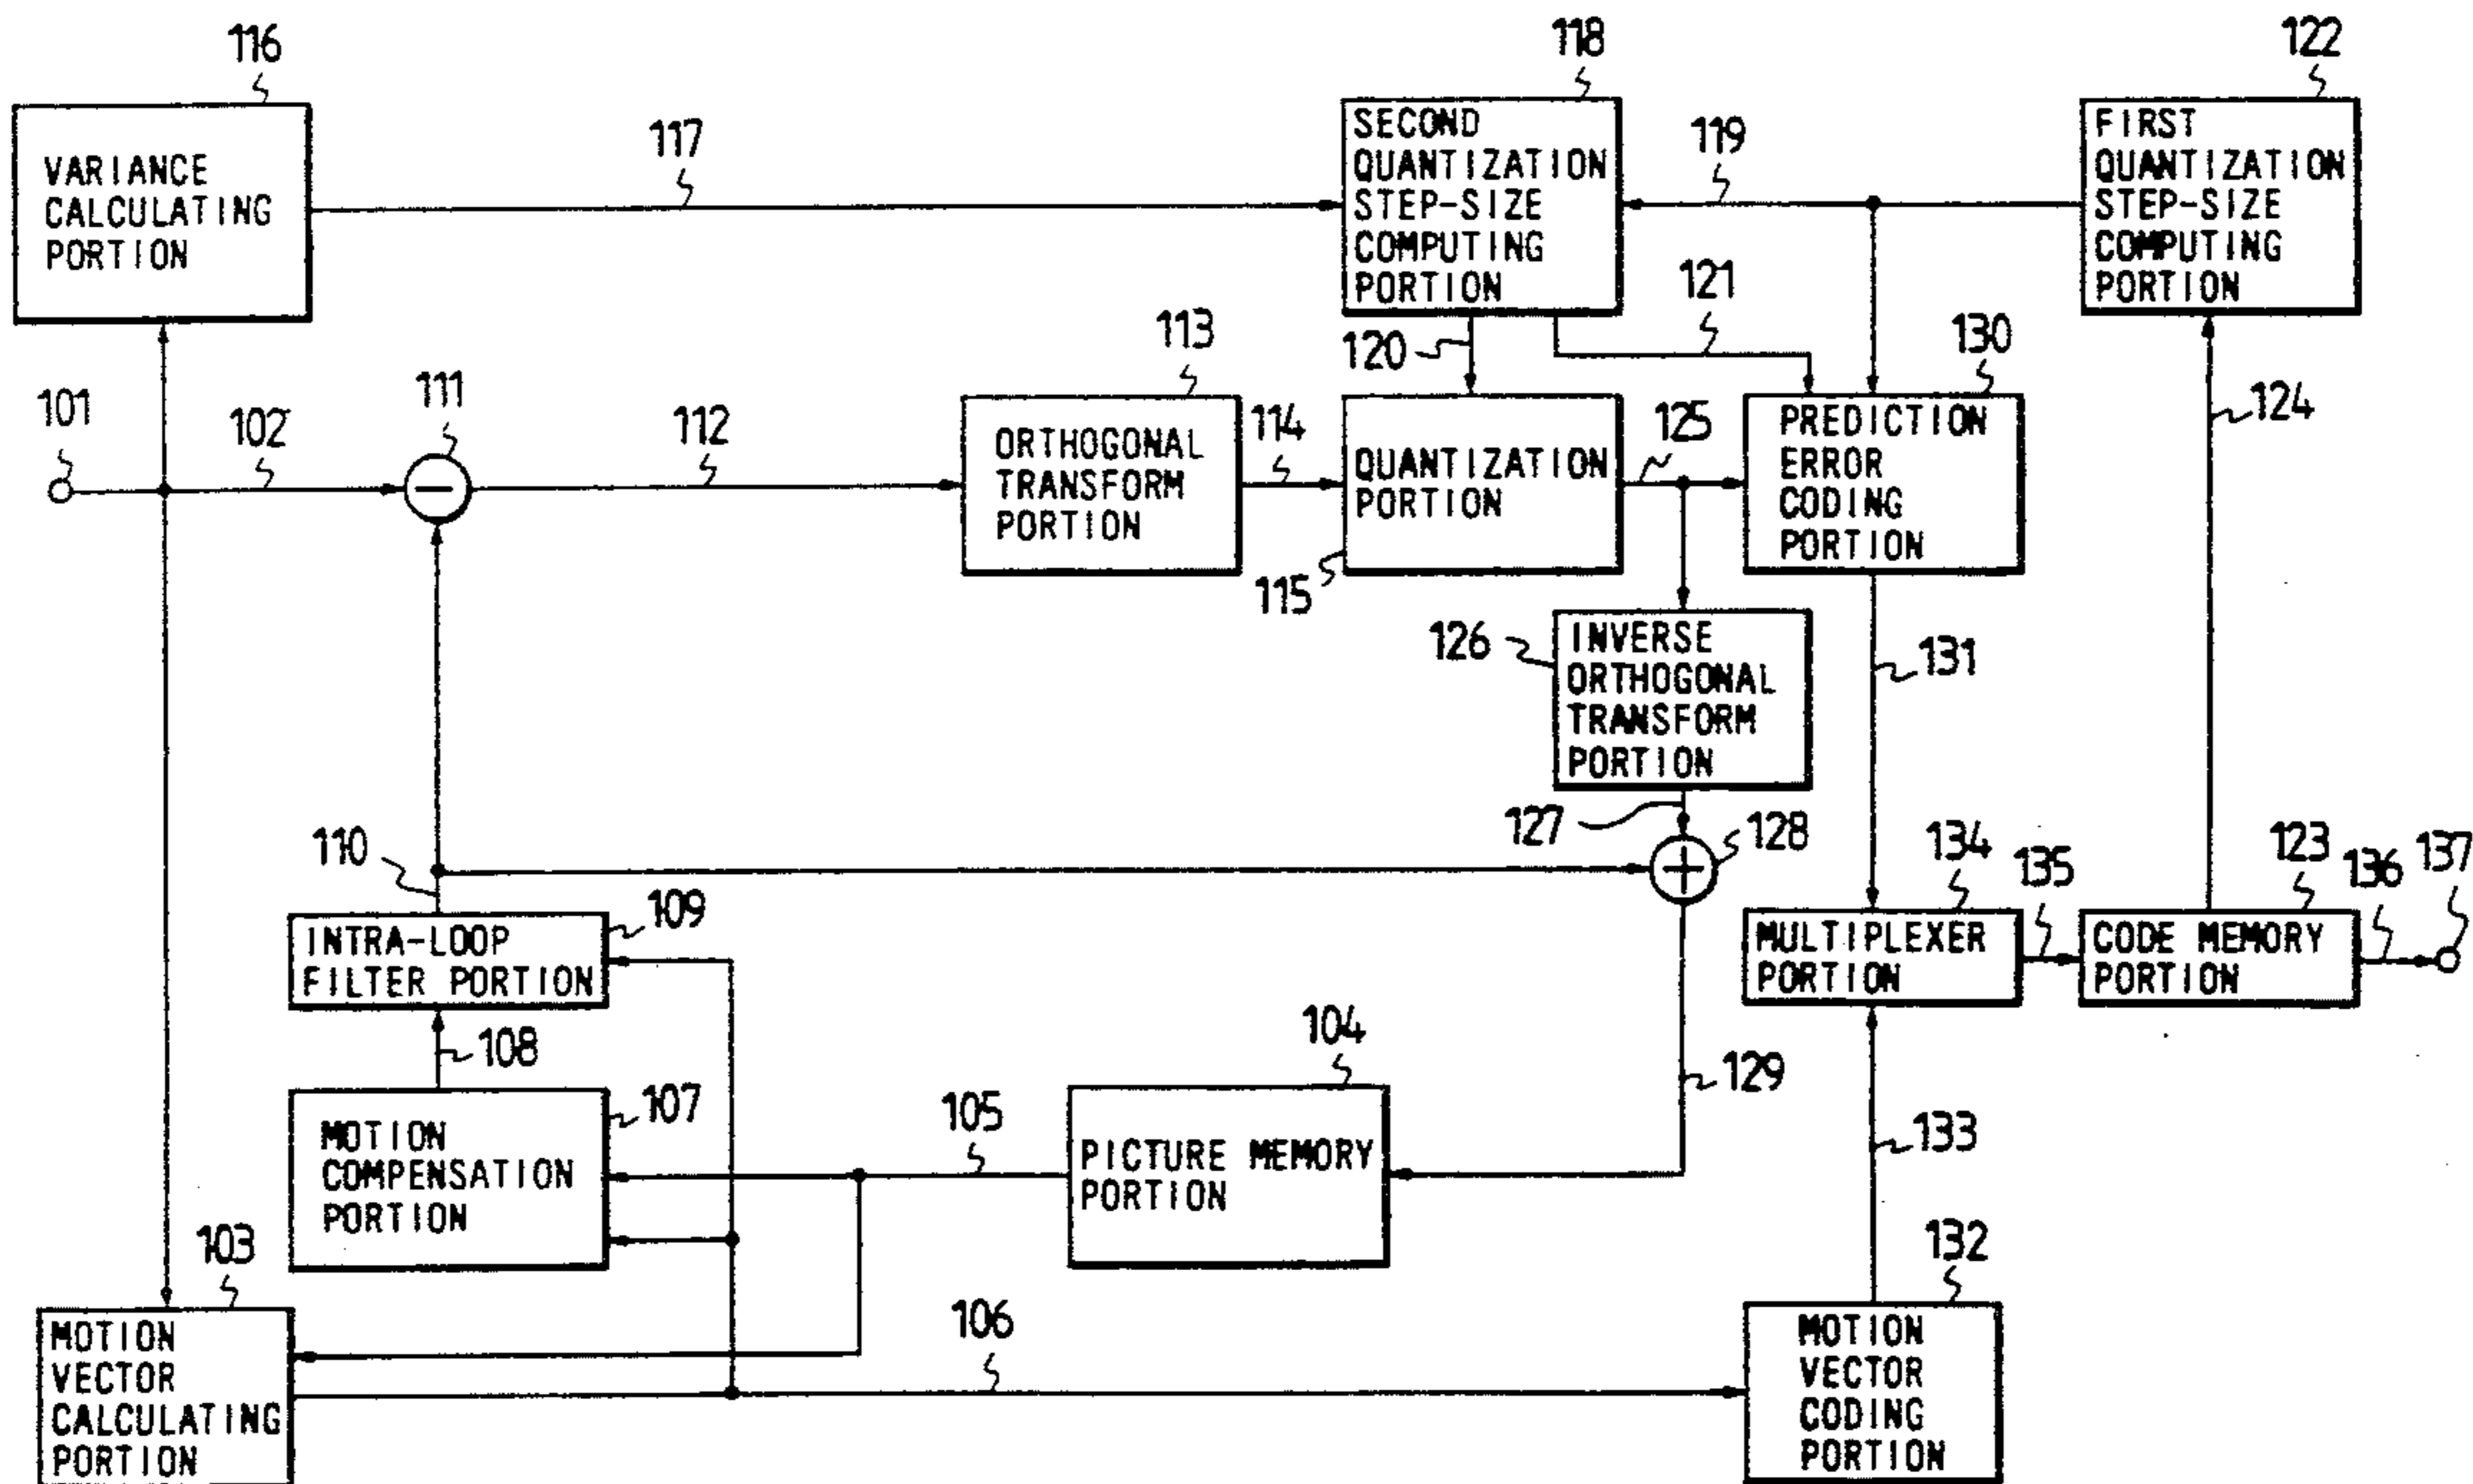 116
118
122
VARIANCE
CALCULATING
PORTION
117
SECOND
QUANTIZATION
STEP-SIZE
COMPUTING
PORTION
119
FIRST
QUANTIZATION
STEP-SIZE
COMPUTING
PORTION
121
120
113
130
101
102
111
112
ORTHOGONAL
TRANSFORM
PORTION
114
QUANTIZATION
PORTION
115
125
PREDICTION
ERROR
CODING
PORTION
124
126
INVERSE
ORTHOGONAL
TRANSFORM
PORTION
131
127
128
110
109
INTRA-LOOP
FILTER PORTION
134
MULTIPLEXER
PORTION
135
123
CODE MEMORY
PORTION
136
137
108
107
MOTION
COMPENSATION
PORTION
105
104
PICTURE MEMORY
PORTION
129
133
103
MOTION
VECTOR
CALCULATING
PORTION
106
132
MOTION
VECTOR
CODING
PORTION